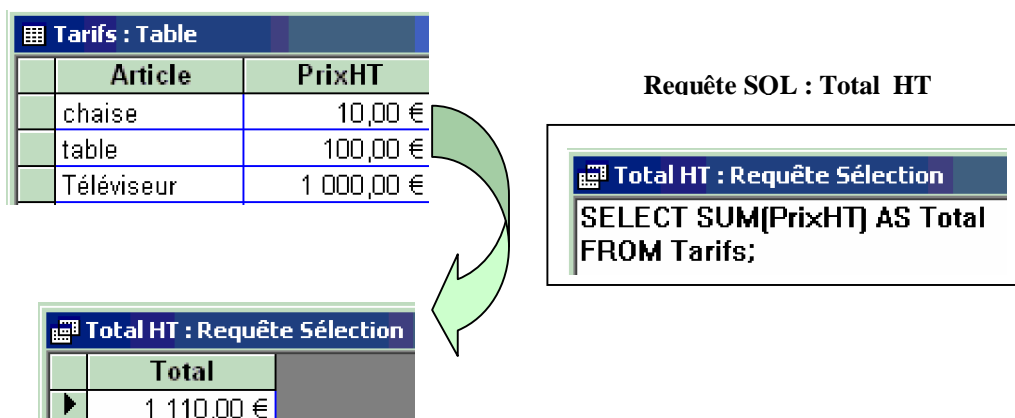 Tarifs : Table
Article PrixHT
chaise 10,00 €
table 100,00 €
Téléviseur 1 000,00 €
Requête SQL : Total HT
Total HT : Requête Sélection
SELECT SUM(PrixHT) AS Total
FROM Tarifs;
Total HT : Requête Sélection
Total
1 110,00 €